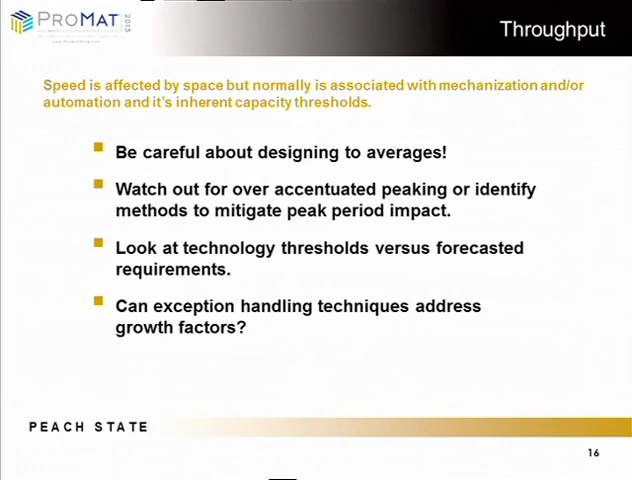 PROMAT 2013
Throughput
Speed is affected by space but normally is associated with mechanization and/or
automation and it's inherent capacity thresholds.
Be careful about designing to averages!
Watch out for over accentuated peaking or identify
methods to mitigate peak period impact.
Look at technology thresholds versus forecasted
requirements.
Can exception handling techniques address
growth factors?
PEACH STATE
16